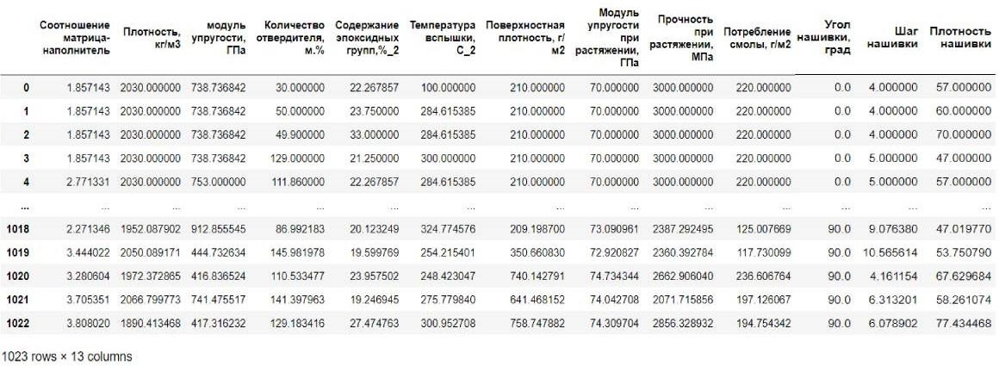 Соотношение матрица-наполнитель Плотность, кг/м3 модуль упругости, ГПа Количество отвердителя, м.% Содержание эпоксидных групп,%_2 Температура вспышки, С_2 Поверхностная плотность, г/м2 Модуль упругости при растяжении, ГПа Прочность при растяжении, МПа Потребление смолы, г/м2 Угол нашивки, град Шаг нашивки Плотность нашивки
0 1.857143 2030.000000 738.736842 30.000000 22.267857 100.000000 210.000000 70.000000 3000.000000 220.000000 0.0 4.000000 57.000000
1 1.857143 2030.000000 738.736842 50.000000 23.750000 284.615385 210.000000 70.000000 3000.000000 220.000000 0.0 4.000000 60.000000
2 1.857143 2030.000000 738.736842 49.900000 33.000000 284.615385 210.000000 70.000000 3000.000000 220.000000 0.0 4.000000 70.000000
3 1.857143 2030.000000 738.736842 129.000000 21.250000 300.000000 210.000000 70.000000 3000.000000 220.000000 0.0 5.000000 47.000000
4 2.771331 2030.000000 753.000000 111.860000 22.267857 284.615385 210.000000 70.000000 3000.000000 220.000000 0.0 5.000000 57.000000
... ... ... ... ... ... ... ... ... ... ... ... ... ...
1018 2.271346 1952.087902 912.855545 86.992183 20.123249 324.774576 209.198700 73.090961 2387.292495 125.007669 90.0 9.076380 47.019770
1019 3.444022 2050.089171 444.732634 145.981978 19.599769 254.215401 350.660830 72.920827 2360.392784 117.730099 90.0 10.565614 53.750790
1020 3.280604 1972.372865 416.836524 110.533477 23.957502 248.423047 740.142791 74.734344 2662.906040 236.606764 90.0 4.161154 67.629684
1021 3.705351 2066.799773 741.475517 141.397963 19.246945 275.779840 641.468152 74.042708 2071.715856 197.126067 90.0 6.313201 58.261074
1022 3.808020 1890.413468 417.316232 129.183416 27.474763 300.952708 758.747882 74.309704 2856.328932 194.754342 90.0 6.078902 77.434468
1023 rows × 13 columns